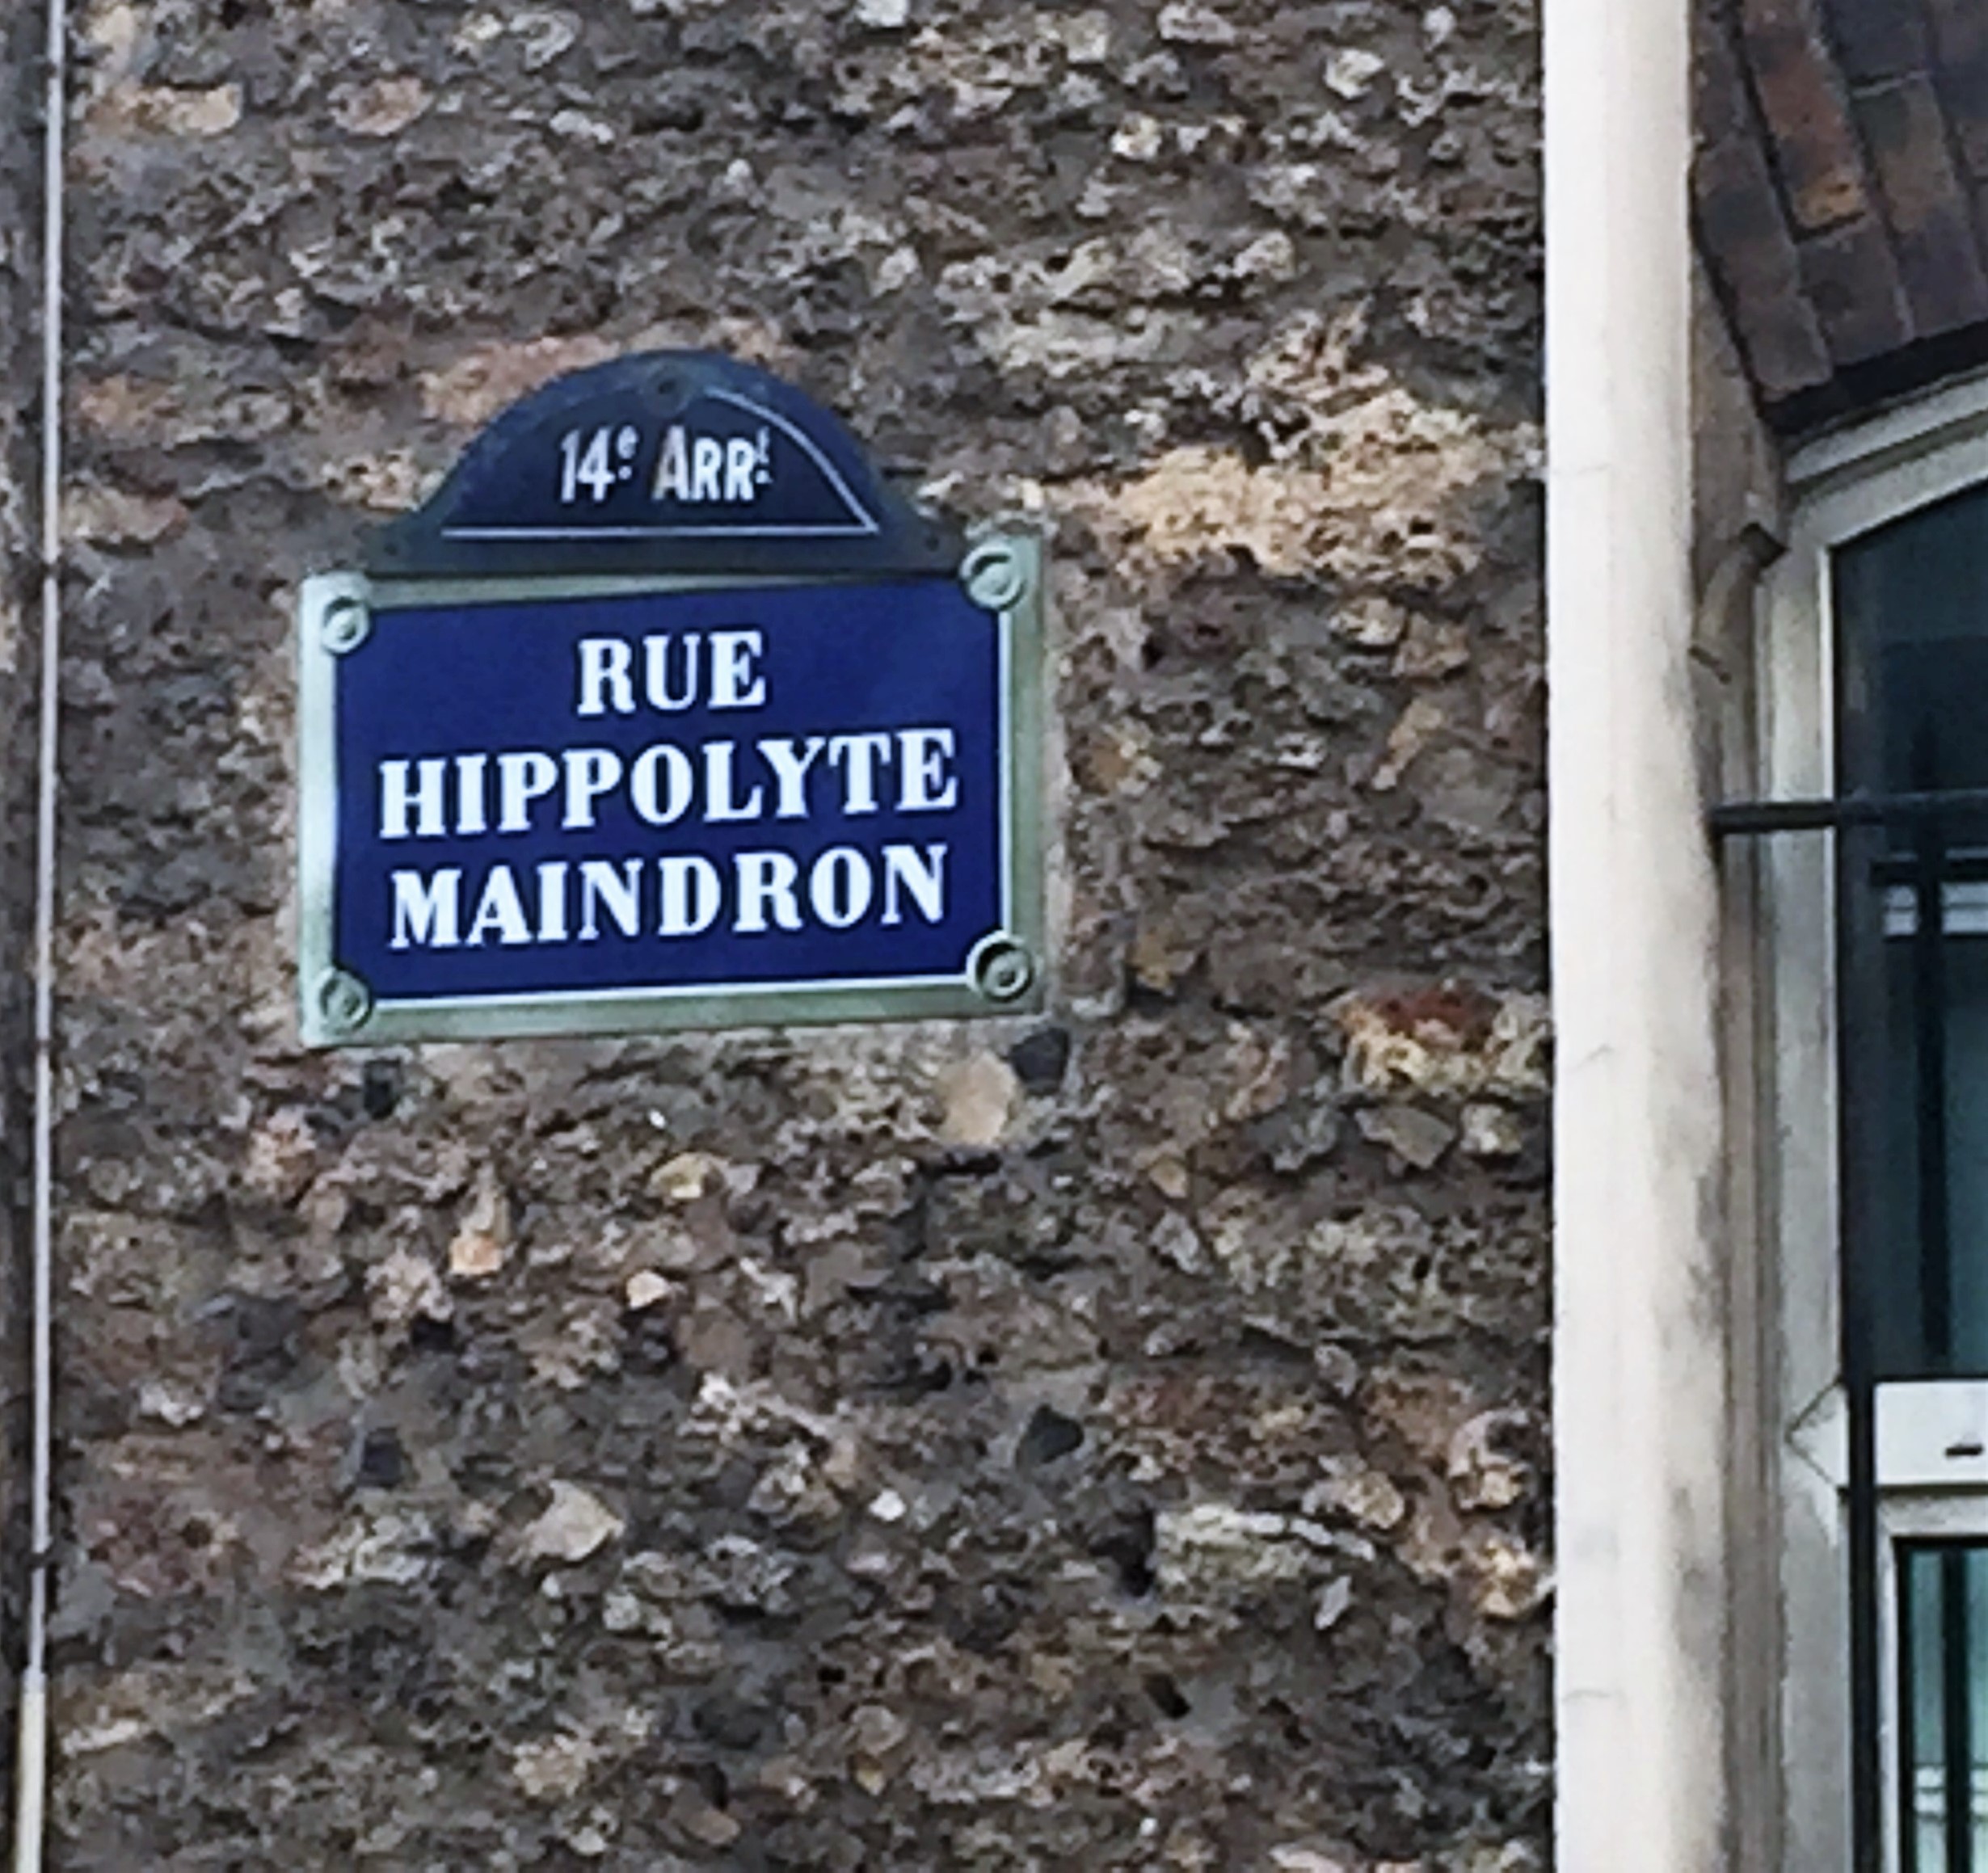 14e ARRt
RUE
HIPPOLYTE
MAINDRON